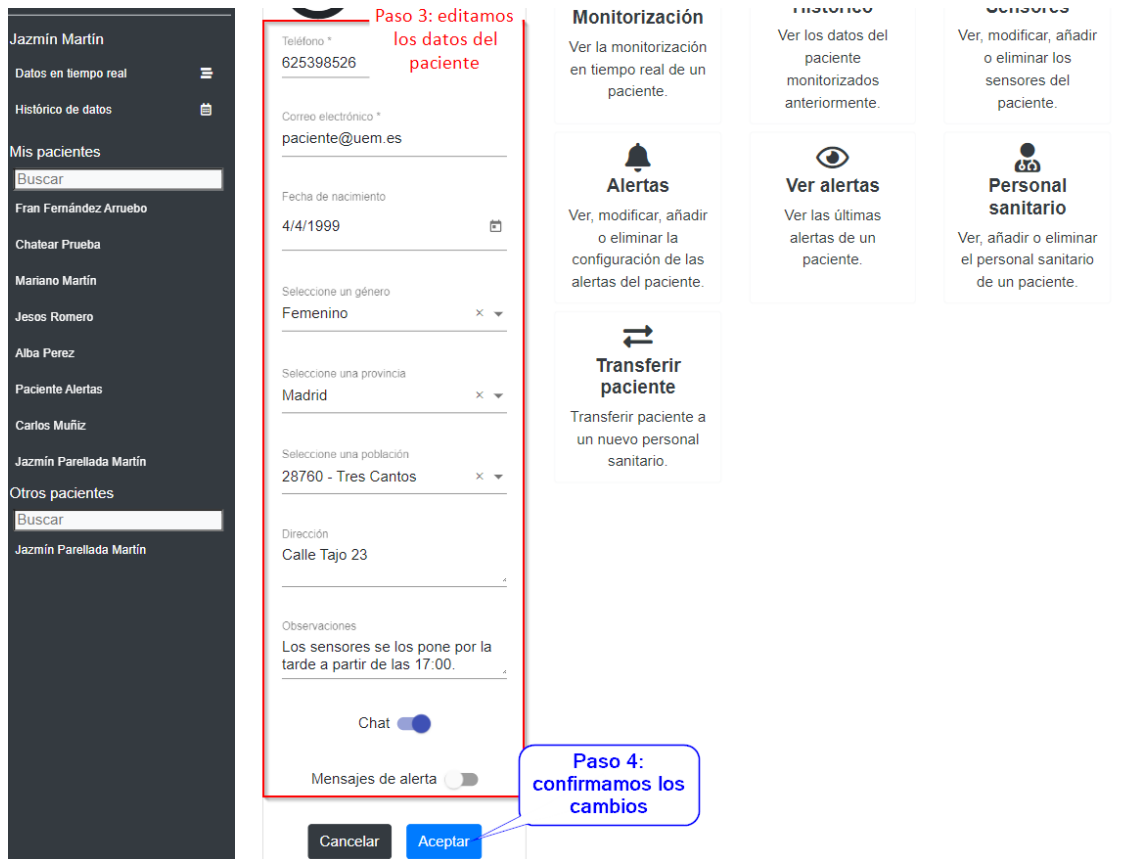 Jazmín Martín
Datos en tiempo real
Histórico de datos
Mis pacientes
Buscar
Fran Fernández Arruebo
Chatear Prueba
Mariano Martín
Jesos Romero
Alba Perez
Paciente Alertas
Carlos Muñiz
Jazmín Parellada Martín
Otros pacientes
Buscar
Jazmín Parellada Martín
Paso 3: editamos
los datos del
paciente
Teléfono *
625398526
Correo electrónico *
paciente@uem.es
Fecha de nacimiento
4/4/1999
Seleccione un género
Femenino
Seleccione una provincia
Madrid
Seleccione una población
28760 - Tres Cantos
Dirección
Calle Tajo 23
Observaciones
Los sensores se los pone por la
tarde a partir de las 17:00.
Chat
Mensajes de alerta
Cancelar
Aceptar
Paso 4:
confirmamos los
cambios
Monitorización
Ver la monitorización
en tiempo real de un
paciente.
Histórico
Ver los datos del
paciente
monitorizados
anteriormente.
Sensores
Ver, modificar, añadir
o eliminar los
sensores del
paciente.
Alertas
Ver, modificar, añadir
o eliminar la
configuración de las
alertas del paciente.
Ver alertas
Ver las últimas
alertas de un
paciente.
Personal
sanitario
Ver, añadir o eliminar
el personal sanitario
de un paciente.
Transferir
paciente
Transferir paciente a
un nuevo personal
sanitario.